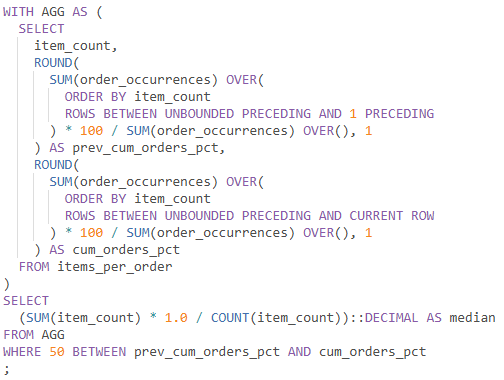 WITH AGG AS (
  SELECT
    item_count,
    ROUND(
      SUM(order_occurrences) OVER(
        ORDER BY item_count
        ROWS BETWEEN UNBOUNDED PRECEDING AND 1 PRECEDING
      ) * 100 / SUM(order_occurrences) OVER(), 1
    ) AS prev_cum_orders_pct,
    ROUND(
      SUM(order_occurrences) OVER(
        ORDER BY item_count
        ROWS BETWEEN UNBOUNDED PRECEDING AND CURRENT ROW
      ) * 100 / SUM(order_occurrences) OVER(), 1
    ) AS cum_orders_pct
  FROM items_per_order
)
SELECT
  (SUM(item_count) * 1.0 / COUNT(item_count))::DECIMAL AS median
FROM AGG
WHERE 50 BETWEEN prev_cum_orders_pct AND cum_orders_pct
;